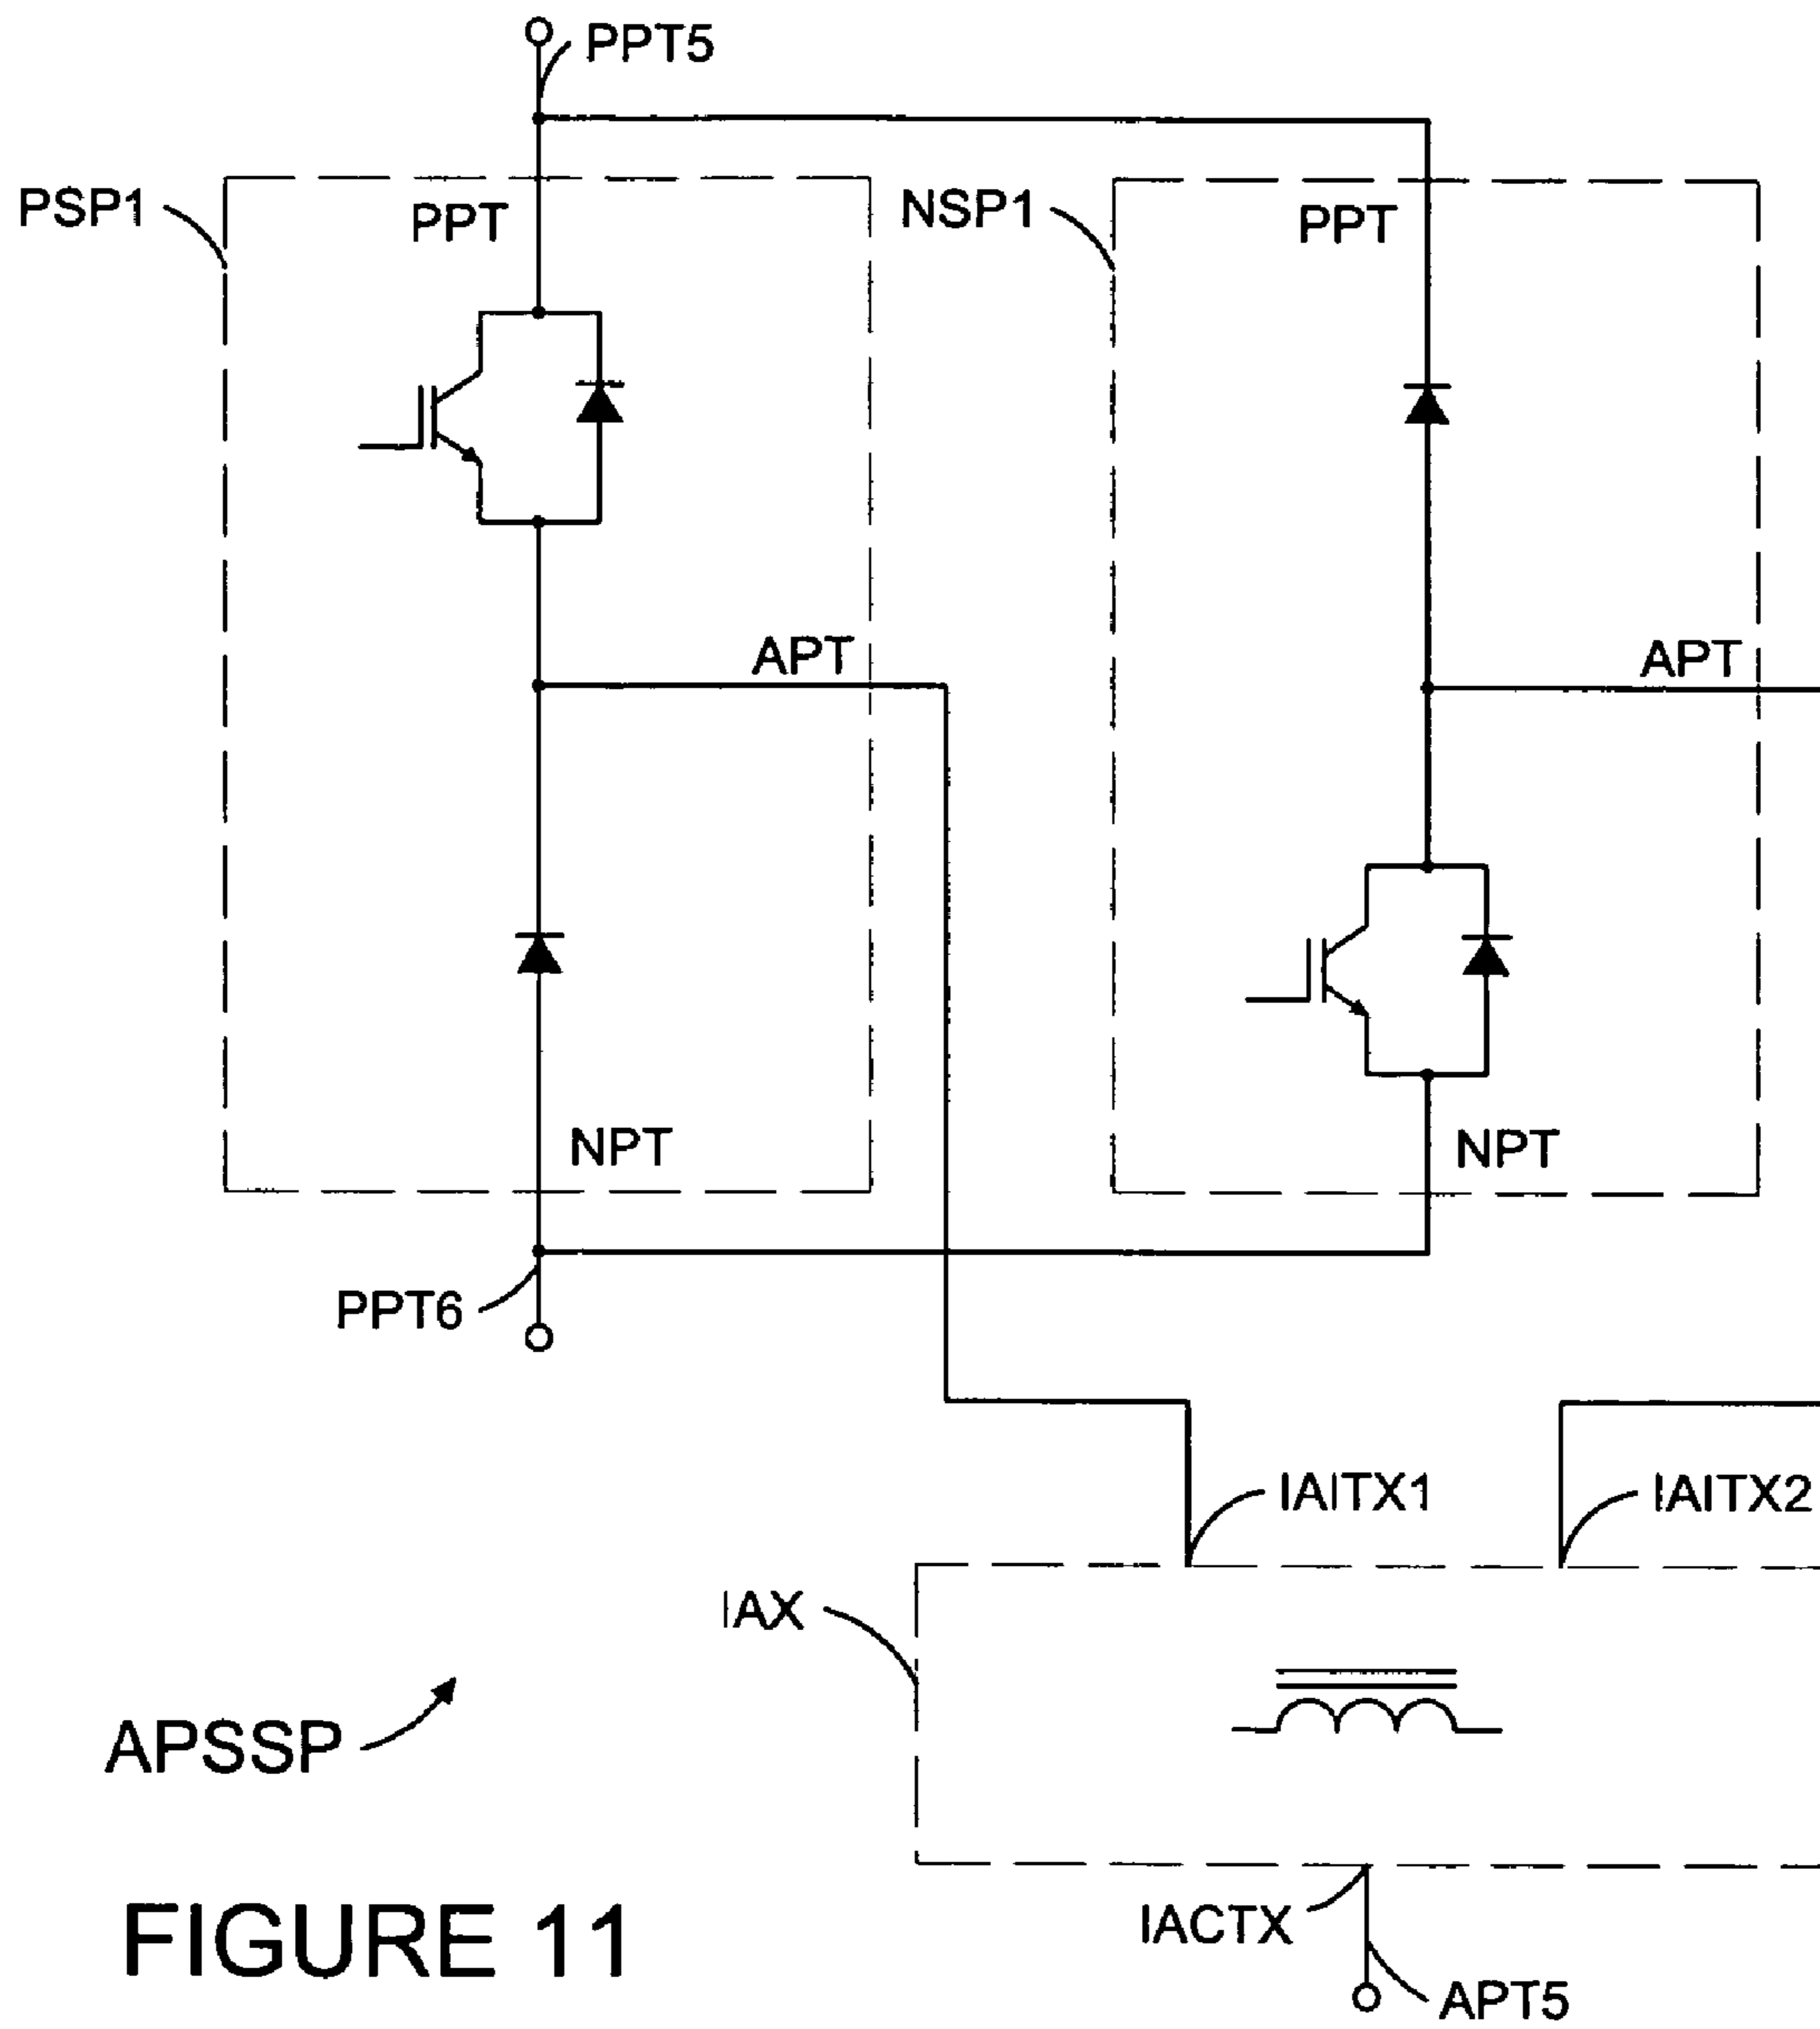 PPT5
PSP1
PPT
NSP1
PPT
APT
APT
NPT
NPT
PPT6
IAITX1
IAITX2
IAX
APSSP
IACTX
FIGURE 11
APT5